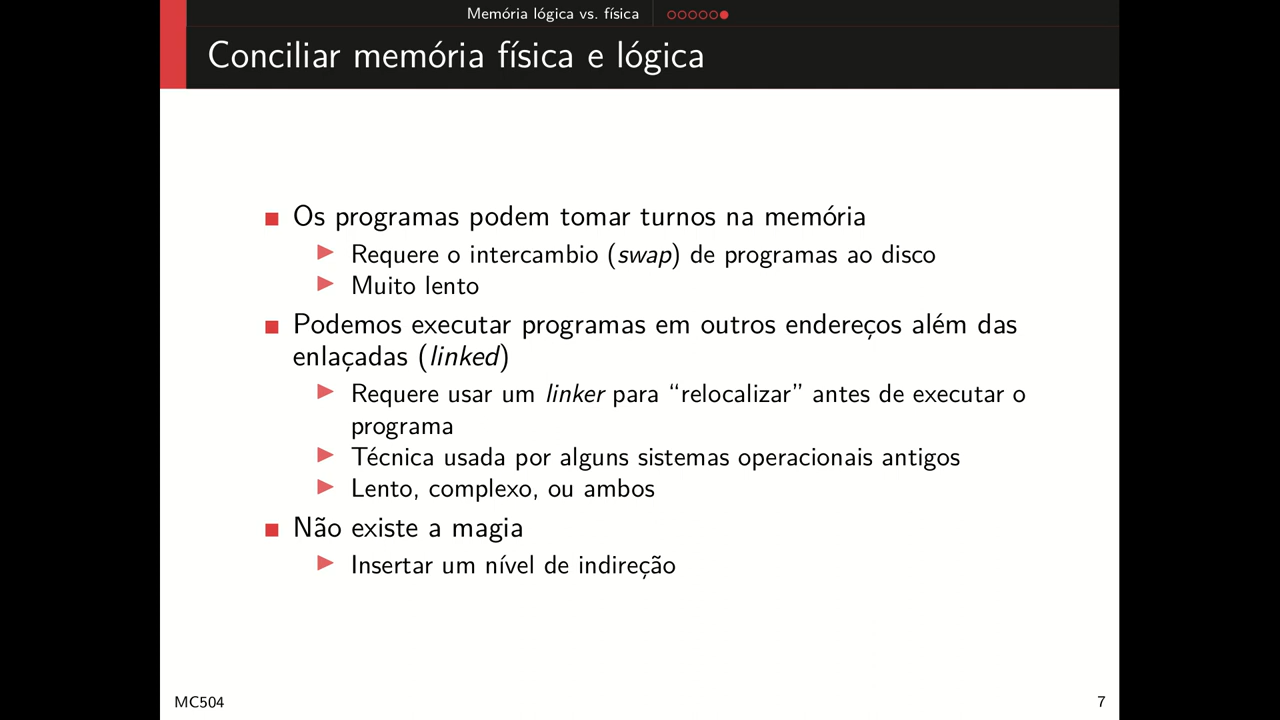 Memória lógica vs. física
Conciliar memória física e lógica
Os programas podem tomar turnos na memória
Requere o intercambio (swap) de programas ao disco
Muito lento
Podemos executar programas em outros endereços além das
enlaçadas (linked)
Requere usar um linker para “relocalizar” antes de executar o
programa
Técnica usada por alguns sistemas operacionais antigos
Lento, complexo, ou ambos
Não existe a magia
Insertar um nível de indireção
MC504
7